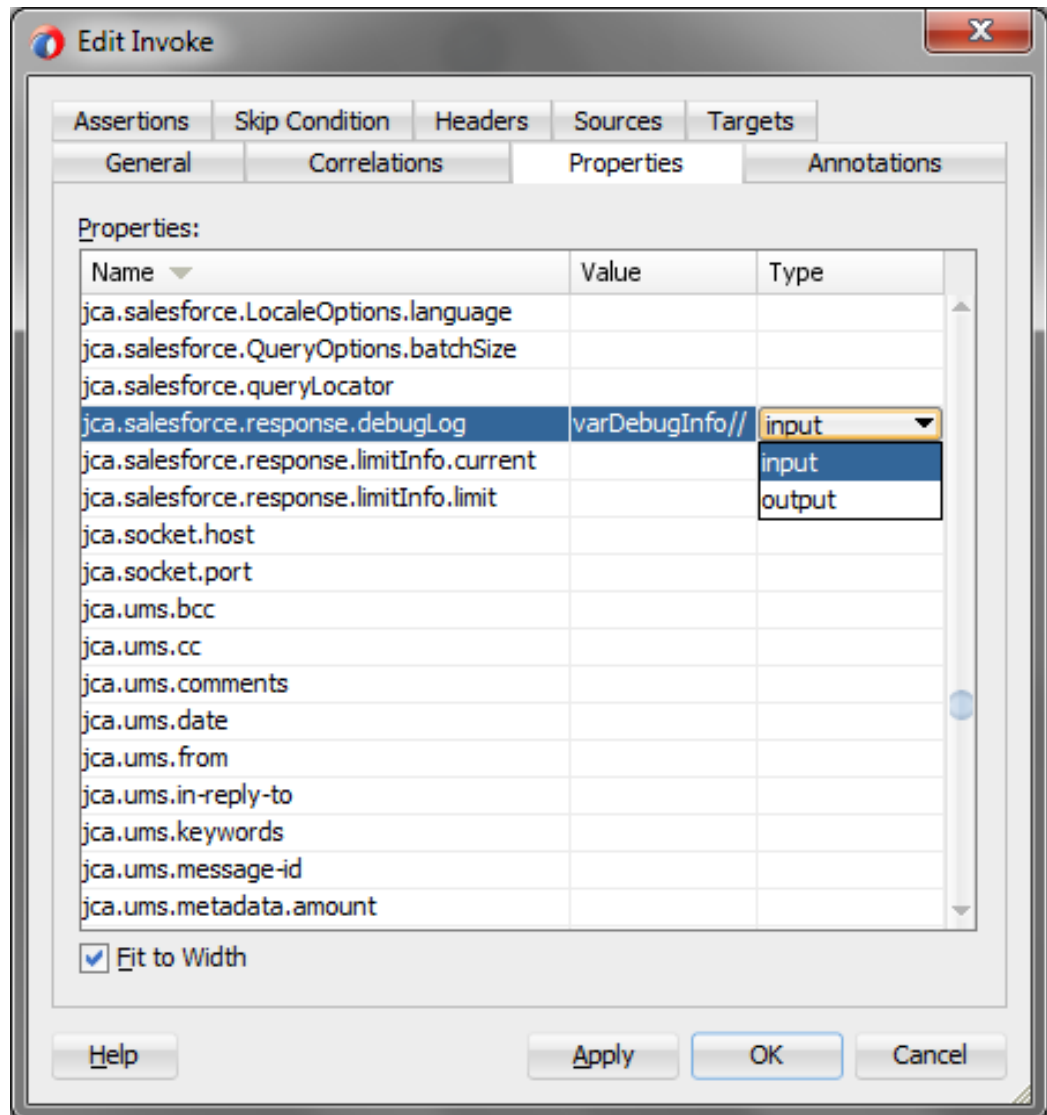 Edit Invoke
Assertions Skip Condition Headers Sources Targets
General Correlations Properties Annotations
Properties:
Name Value Type
jca.salesforce.LocaleOptions.language
jca.salesforce.QueryOptions.batchSize
jca.salesforce.queryLocator
jca.salesforce.response.debugLog varDebugInfo// input
jca.salesforce.response.limitInfo.current input
jca.salesforce.response.limitInfo.limit output
jca.socket.host
jca.socket.port
jca.ums.bcc
jca.ums.cc
jca.ums.comments
jca.ums.date
jca.ums.from
jca.ums.in-reply-to
jca.ums.keywords
jca.ums.message-id
jca.ums.metadata.amount
Fit to Width
Help Apply OK Cancel